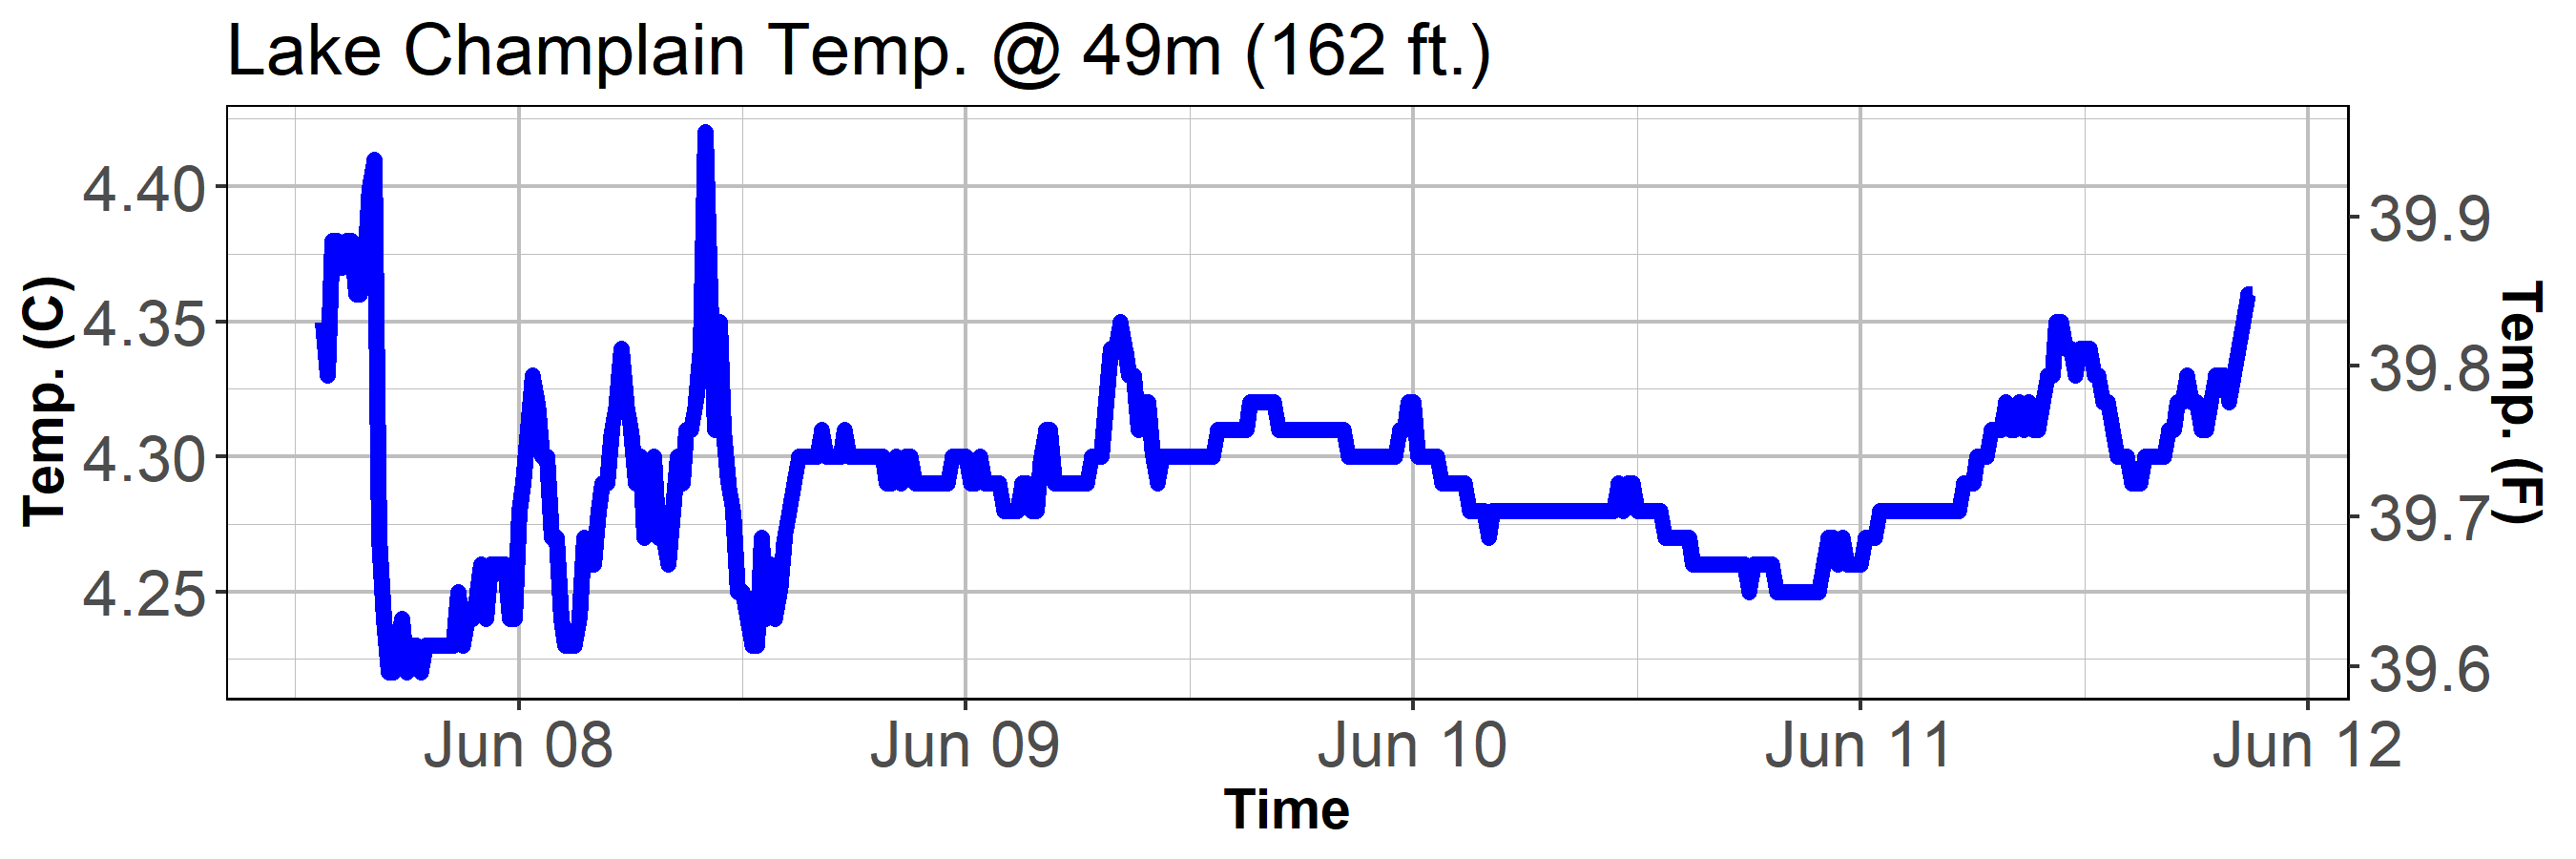 Lake Champlain Temp. @ 49m (162 ft.)
Temp. (C)
4.40
4.35
4.30
4.25
39.9
39.8
39.7
39.6
Temp. (F)
Jun 08 Jun 09 Jun 10 Jun 11 Jun 12
Time